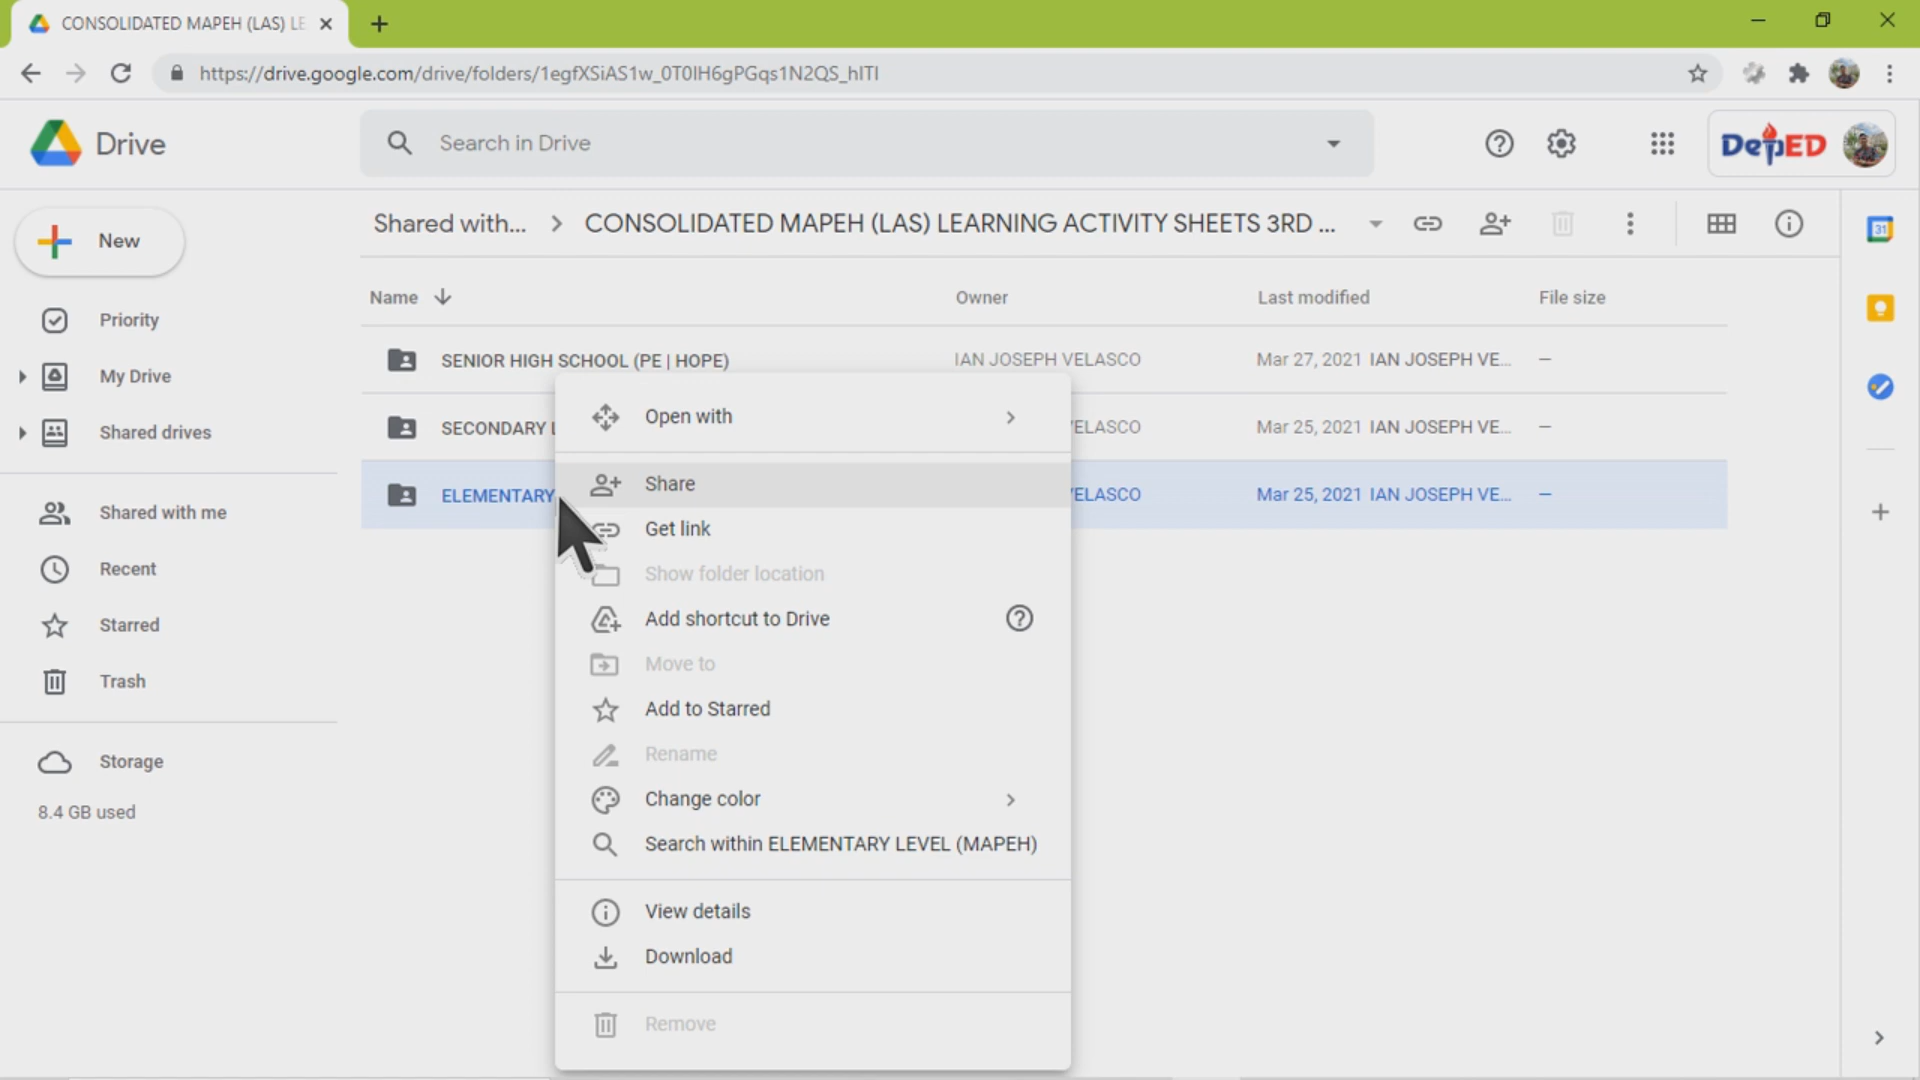 CONSOLIDATED MAPEH (LAS) LE
https://drive.google.com/drive/folders/1egfXSiAS1w_0T0IH6gPGqs1N2QS_hITI
Drive
Search in Drive
DepED
New
Shared with...
CONSOLIDATED MAPEH (LAS) LEARNING ACTIVITY SHEETS 3RD ...
31
Name
Owner
Last modified
File size
Priority
My Drive
Shared drives
Shared with me
Recent
Starred
Trash
Storage
8.4 GB used
SENIOR HIGH SCHOOL (PE | HOPE)
IAN JOSEPH VELASCO
Mar 27, 2021 IAN JOSEPH VE...
—
SECONDARY L
VELASCO
Mar 25, 2021 IAN JOSEPH VE...
—
ELEMENTARY
VELASCO
Mar 25, 2021 IAN JOSEPH VE...
—
Open with
Share
Get link
Show folder location
Add shortcut to Drive
Move to
Add to Starred
Rename
Change color
Search within ELEMENTARY LEVEL (MAPEH)
View details
Download
Remove